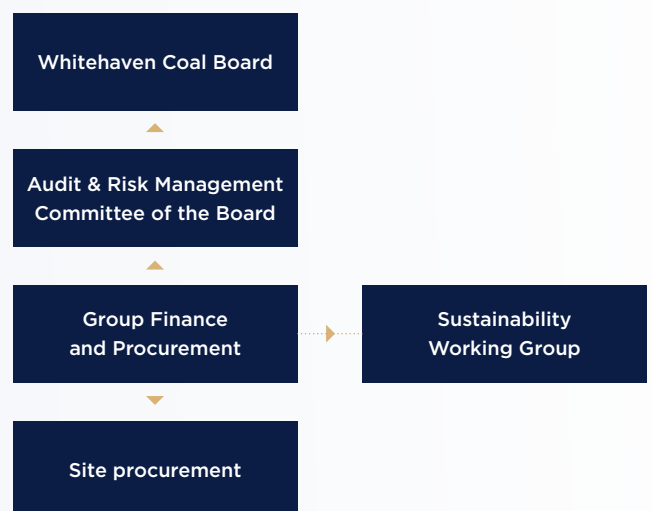 Whitehaven Coal Board
Audit & Risk Management
Committee of the Board
Group Finance
and Procurement
Sustainability
Working Group
Site procurement